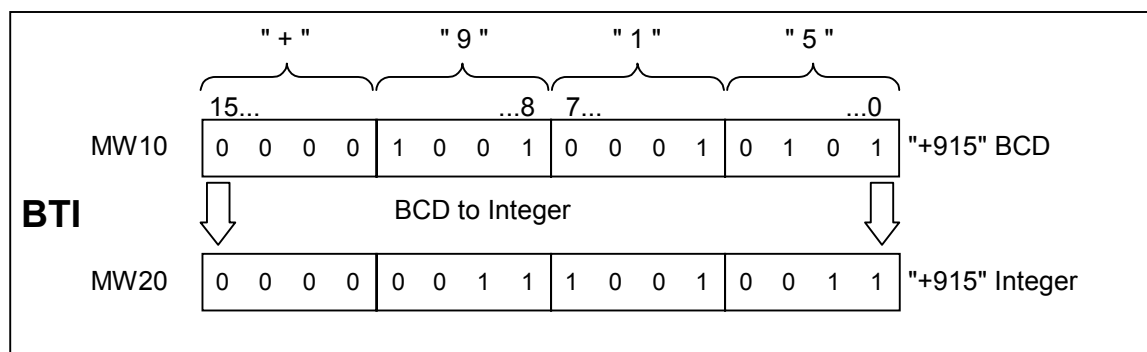 " + " " 9 " " 1 " " 5 "
15... ...8 7... ...0
MW10 0 0 0 0 1 0 0 1 0 0 0 1 0 1 0 1 "+915" BCD
BTI BCD to Integer
MW20 0 0 0 0 0 0 1 1 1 0 0 1 0 0 1 1 "+915" Integer